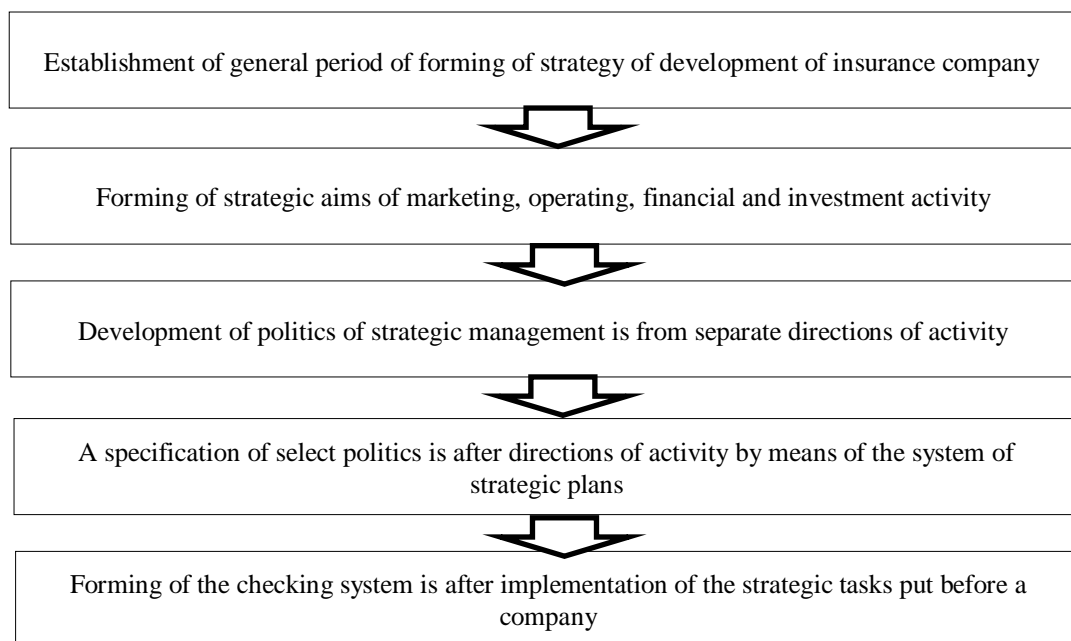 Establishment of general period of forming of strategy of development of insurance company
Forming of strategic aims of marketing, operating, financial and investment activity
Development of politics of strategic management is from separate directions of activity
A specification of select politics is after directions of activity by means of the system of
strategic plans
Forming of the checking system is after implementation of the strategic tasks put before a
company